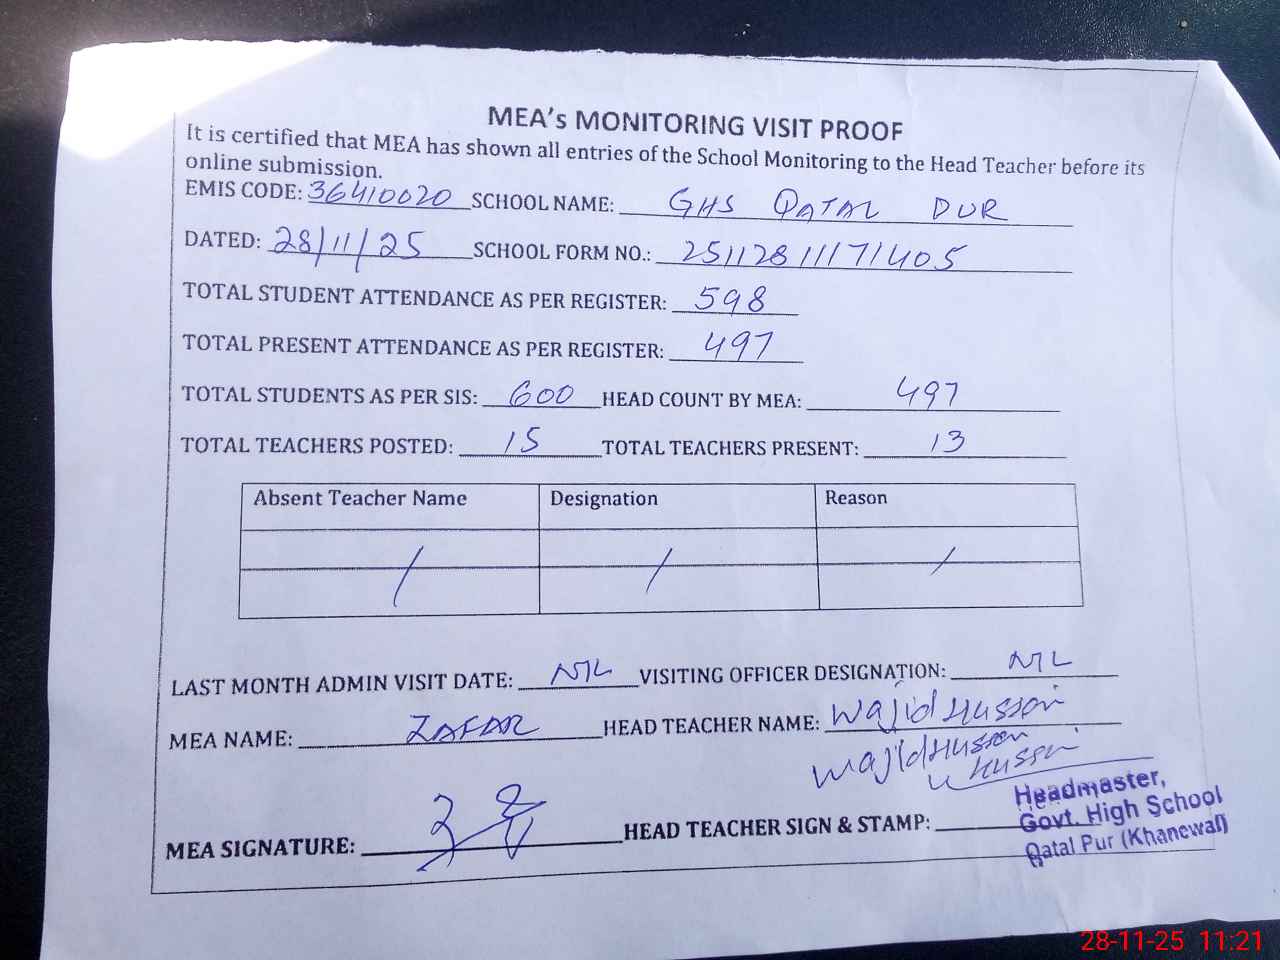 MEA's MONITORING VISIT PROOF
It is certified that MEA has shown all entries of the School Monitoring to the Head Teacher before its
online submission.
EMIS CODE: 36410020 SCHOOL NAME: GHS QATAL PUR
DATED: 28/11/25 SCHOOL FORM NO.: 25112811171405
TOTAL STUDENT ATTENDANCE AS PER REGISTER: 598
TOTAL PRESENT ATTENDANCE AS PER REGISTER: 497
TOTAL STUDENTS AS PER SIS: 600 HEAD COUNT BY MEA: 497
TOTAL TEACHERS POSTED: 15 TOTAL TEACHERS PRESENT: 13
Absent Teacher Name Designation Reason
/ / /
LAST MONTH ADMIN VISIT DATE: NIL VISITING OFFICER DESIGNATION: NIL
MEA NAME: ZAFAR HEAD TEACHER NAME: Wajid Hussain
Wajid Hussain
Hussain
MEA SIGNATURE: HEAD TEACHER SIGN & STAMP:
Headmaster,
Govt. High School
Qatal Pur (Khanewal)
28-11-25 11:21